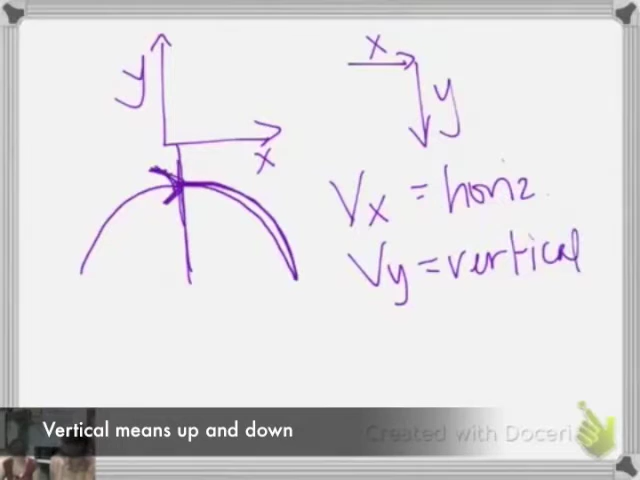 y
x
x
y
Vx = horiz.
Vy = vertical
Vertical means up and down
Created with Doceri